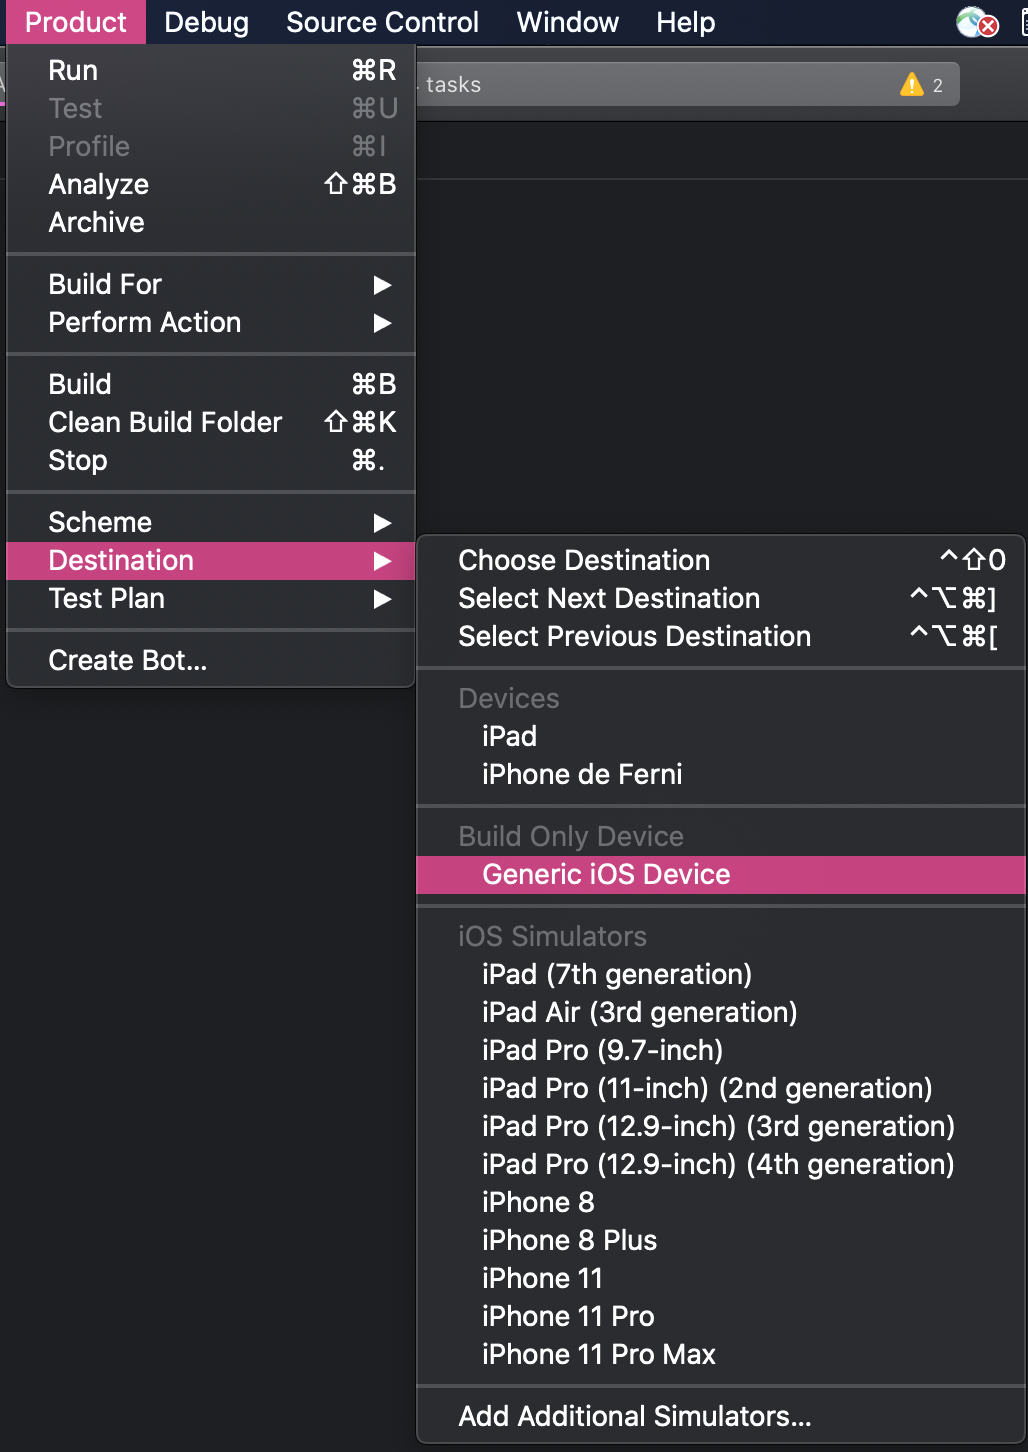 Product Debug Source Control Window Help
tasks 2
Run ⌘R
Test ⌘U
Profile ⌘I
Analyze ⇧⌘B
Archive
Build For ▶
Perform Action ▶
Build ⌘B
Clean Build Folder ⇧⌘K
Stop ⌘.
Scheme ▶
Destination ▶
Test Plan ▶
Create Bot...
Choose Destination ^⇧0
Select Next Destination ^⌥⌘]
Select Previous Destination ^⌥⌘[
Devices
iPad
iPhone de Ferni
Build Only Device
Generic iOS Device
iOS Simulators
iPad (7th generation)
iPad Air (3rd generation)
iPad Pro (9.7-inch)
iPad Pro (11-inch) (2nd generation)
iPad Pro (12.9-inch) (3rd generation)
iPad Pro (12.9-inch) (4th generation)
iPhone 8
iPhone 8 Plus
iPhone 11
iPhone 11 Pro
iPhone 11 Pro Max
Add Additional Simulators...